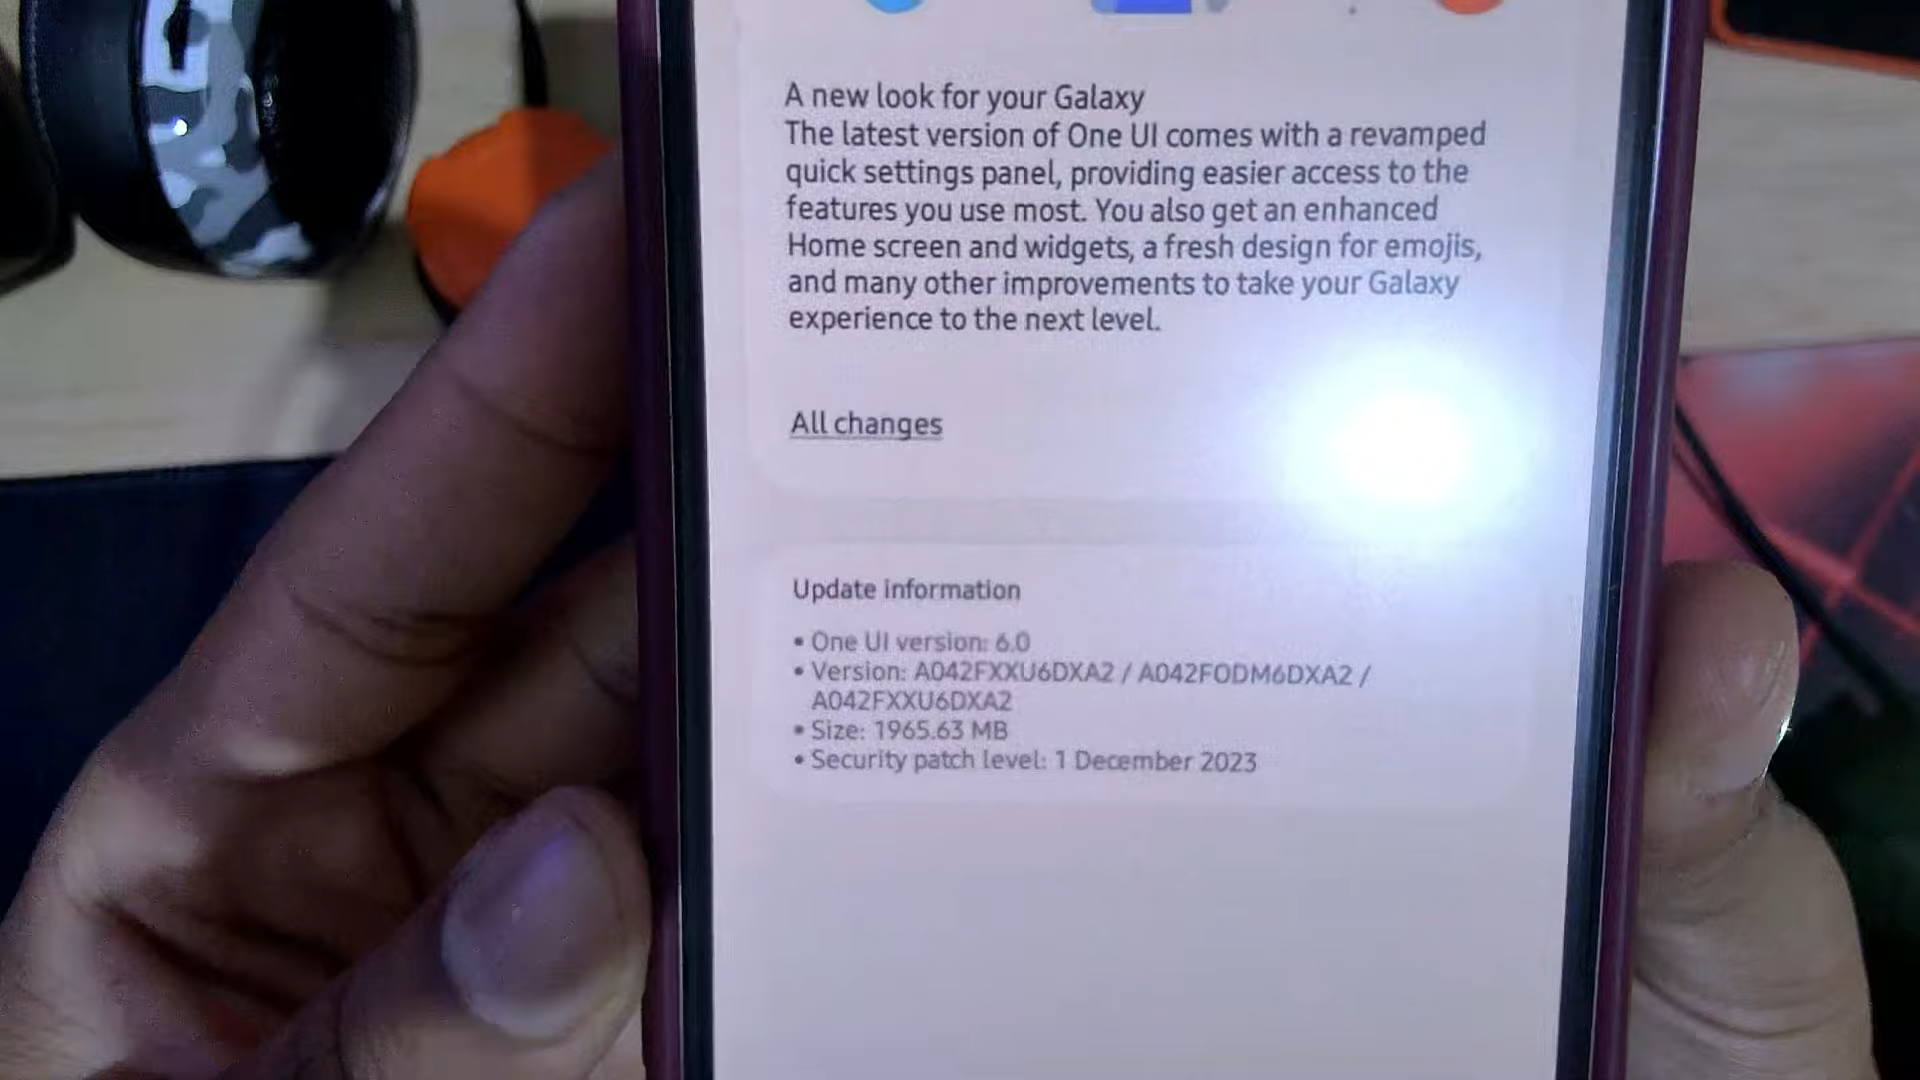 A new look for your Galaxy
The latest version of One UI comes with a revamped
quick settings panel, providing easier access to the
features you use most. You also get an enhanced
Home screen and widgets, a fresh design for emojis,
and many other improvements to take your Galaxy
experience to the next level.
All changes
Update information
• One UI version: 6.0
• Version: A042FXXU6DXA2 / A042FODM6DXA2 /
A042FXXU6DXA2
• Size: 1965.63 MB
• Security patch level: 1 December 2023